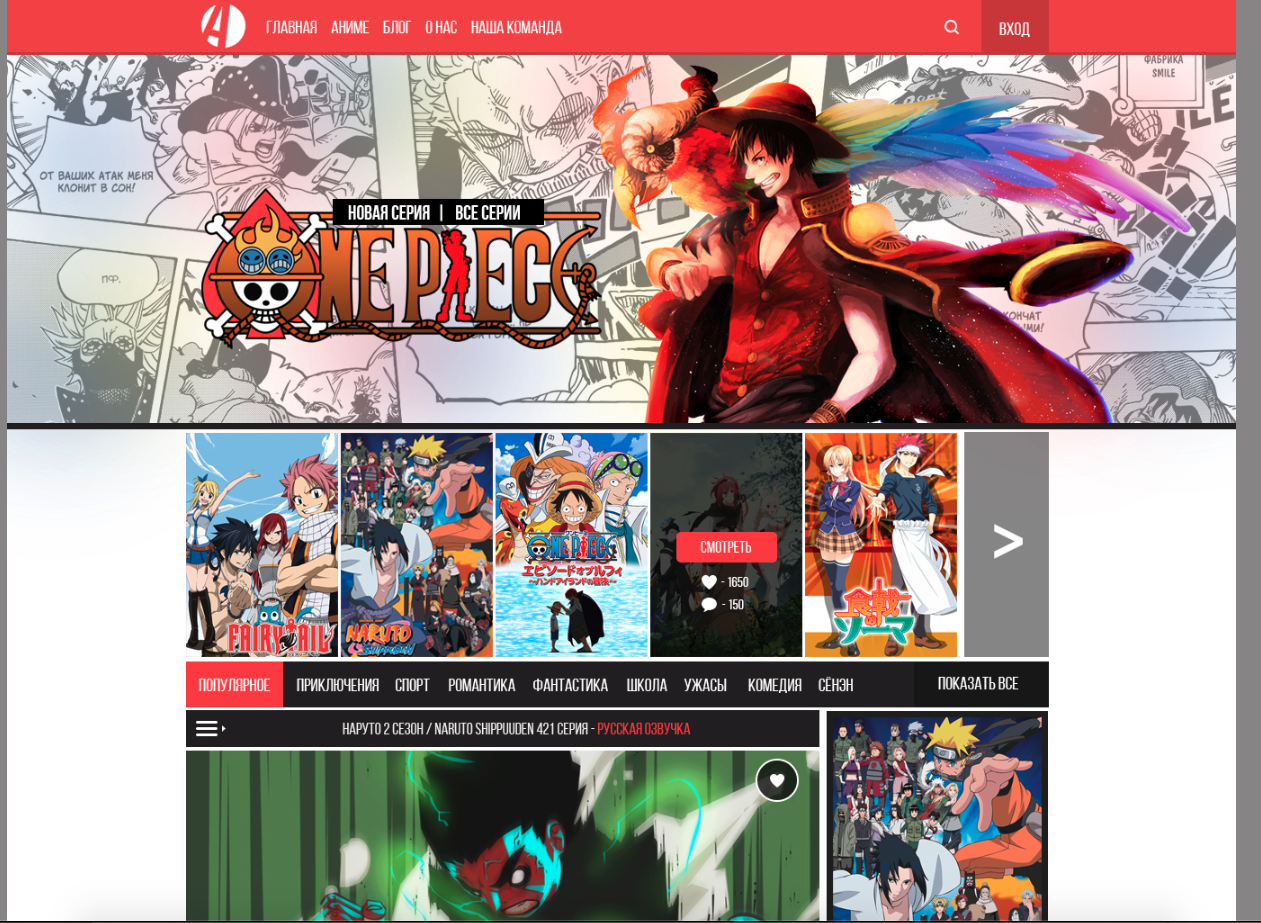 ГЛАВНАЯ АНИМЕ БЛОГ О НАС НАША КОМАНДА ВХОД
ФАБРИКА
SMILE
ОТ ВАШИХ АТАК МЕНЯ
КЛОНИТ В СОН!
НОВАЯ СЕРИЯ | ВСЕ СЕРИИ
ONE PIECE
ПФ.
FAIRY TAIL
NARUTO
SHIPPUDEN
ONE PIECE
エピソードオブルフィ
~ハンドアイランドの冒険~
СМОТРЕТЬ
- 1650
- 150
食戟の
ソーマ
>
ПОПУЛЯРНОЕ ПРИКЛЮЧЕНИЯ СПОРТ РОМАНТИКА ФАНТАСТИКА ШКОЛА УЖАСЫ КОМЕДИЯ СЁНЭН ПОКАЗАТЬ ВСЕ
НАРУТО 2 СЕЗОН / NARUTO SHIPPUUDEN 421 СЕРИЯ - РУССКАЯ ОЗВУЧКА